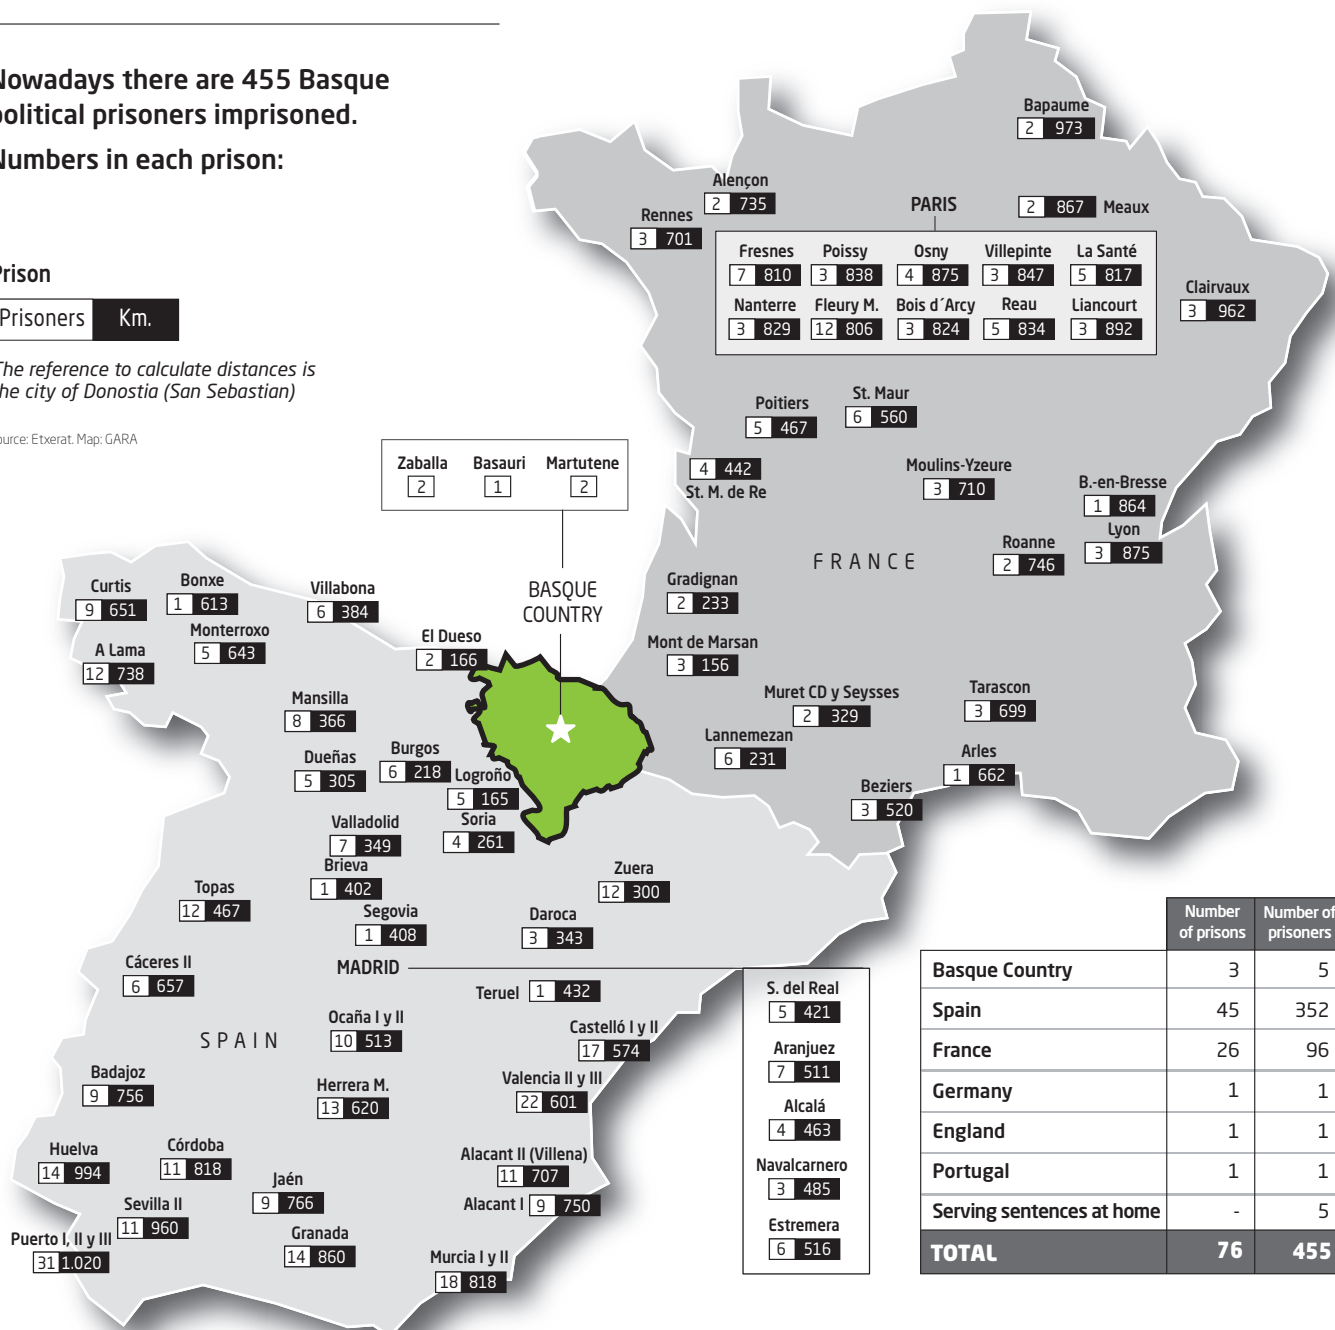 Nowadays there are 455 Basque
political prisoners imprisoned.
Numbers in each prison:
Prison
Prisoners Km.
The reference to calculate distances is
the city of Donostia (San Sebastian)
Source: Etxerat. Map: GARA
Bapaume
2 973
Alençon
2 735
Rennes
3 701
PARIS
2 867 Meaux
Fresnes Poissy Osny Villepinte La Santé
7 810 3 838 4 875 3 847 5 817
Nanterre Fleury M. Bois d´Arcy Reau Liancourt
3 829 12 806 3 824 5 834 3 892
Clairvaux
3 962
Poitiers
5 467
St. Maur
6 560
4 442
St. M. de Re
Moulins-Yzeure
3 710
B.-en-Bresse
1 864
Lyon
3 875
Roanne
2 746
FRANCE
Gradignan
2 233
Mont de Marsan
3 156
Muret CD y Seysses
2 329
Tarascon
3 699
Lannemezan
6 231
Arles
1 662
Beziers
3 520
Zaballa Basauri Martutene
2 1 2
BASQUE
COUNTRY
Curtis
9 651
Bonxe
1 613
Villabona
6 384
Monterroxo
5 643
A Lama
12 738
El Dueso
2 166
Mansilla
8 366
Dueñas
5 305
Burgos
6 218
Logroño
5 165
Soria
4 261
Valladolid
7 349
Brieva
1 402
Topas
12 467
Segovia
1 408
Zuera
12 300
Daroca
3 343
Cáceres II
6 657
MADRID
Teruel 1 432
SPAIN
Ocaña I y II
10 513
Castelló I y II
17 574
Badajoz
9 756
Herrera M.
13 620
Valencia II y III
22 601
Huelva
14 994
Córdoba
11 818
Jaén
9 766
Alacant II (Villena)
11 707
Alacant I 9 750
Sevilla II
11 960
Puerto I, II y III
31 1.020
Granada
14 860
Murcia I y II
18 818
S. del Real
5 421
Aranjuez
7 511
Alcalá
4 463
Navalcarnero
3 485
Estremera
6 516
Number of prisons Number of prisoners
Basque Country 3 5
Spain 45 352
France 26 96
Germany 1 1
England 1 1
Portugal 1 1
Serving sentences at home - 5
TOTAL 76 455